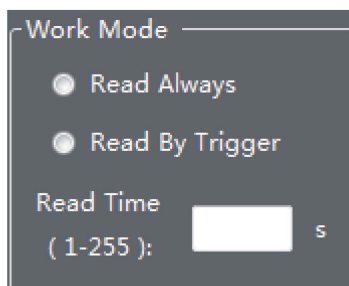 Work Mode
Read Always
Read By Trigger
Read Time
( 1-255 ):
s